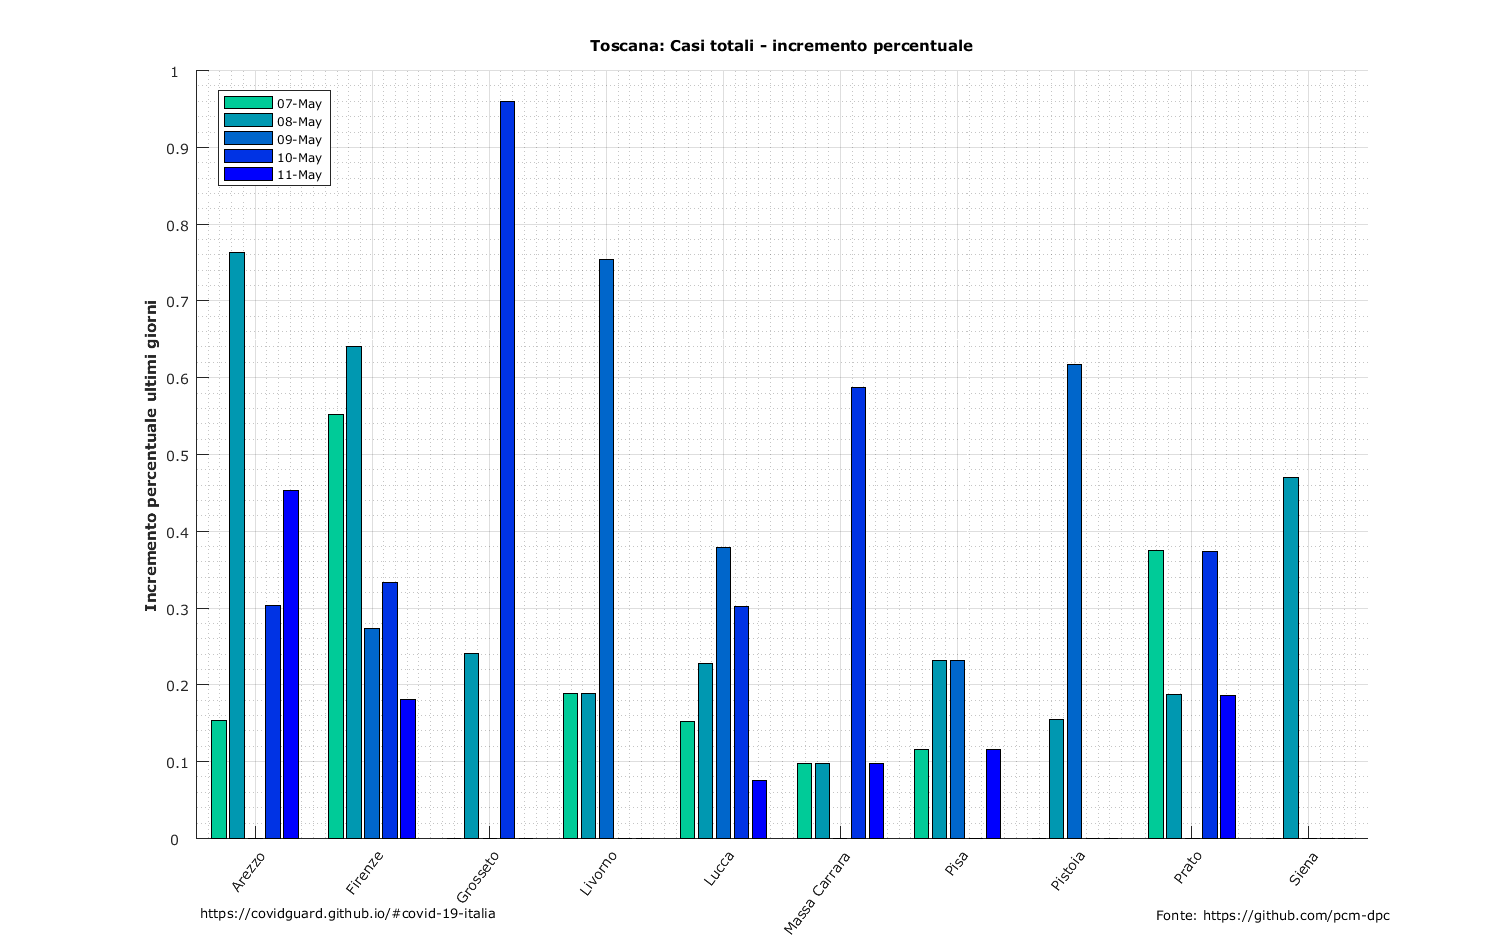 Toscana: Casi totali - incremento percentuale
Incremento percentuale ultimi giorni
1
0.9
0.8
0.7
0.6
0.5
0.4
0.3
0.2
0.1
0
07-May
08-May
09-May
10-May
11-May
Arezzo
Firenze
Grosseto
Livorno
Lucca
Massa Carrara
Pisa
Pistoia
Prato
Siena
https://covidguard.github.io/#covid-19-italia
Fonte: https://github.com/pcm-dpc